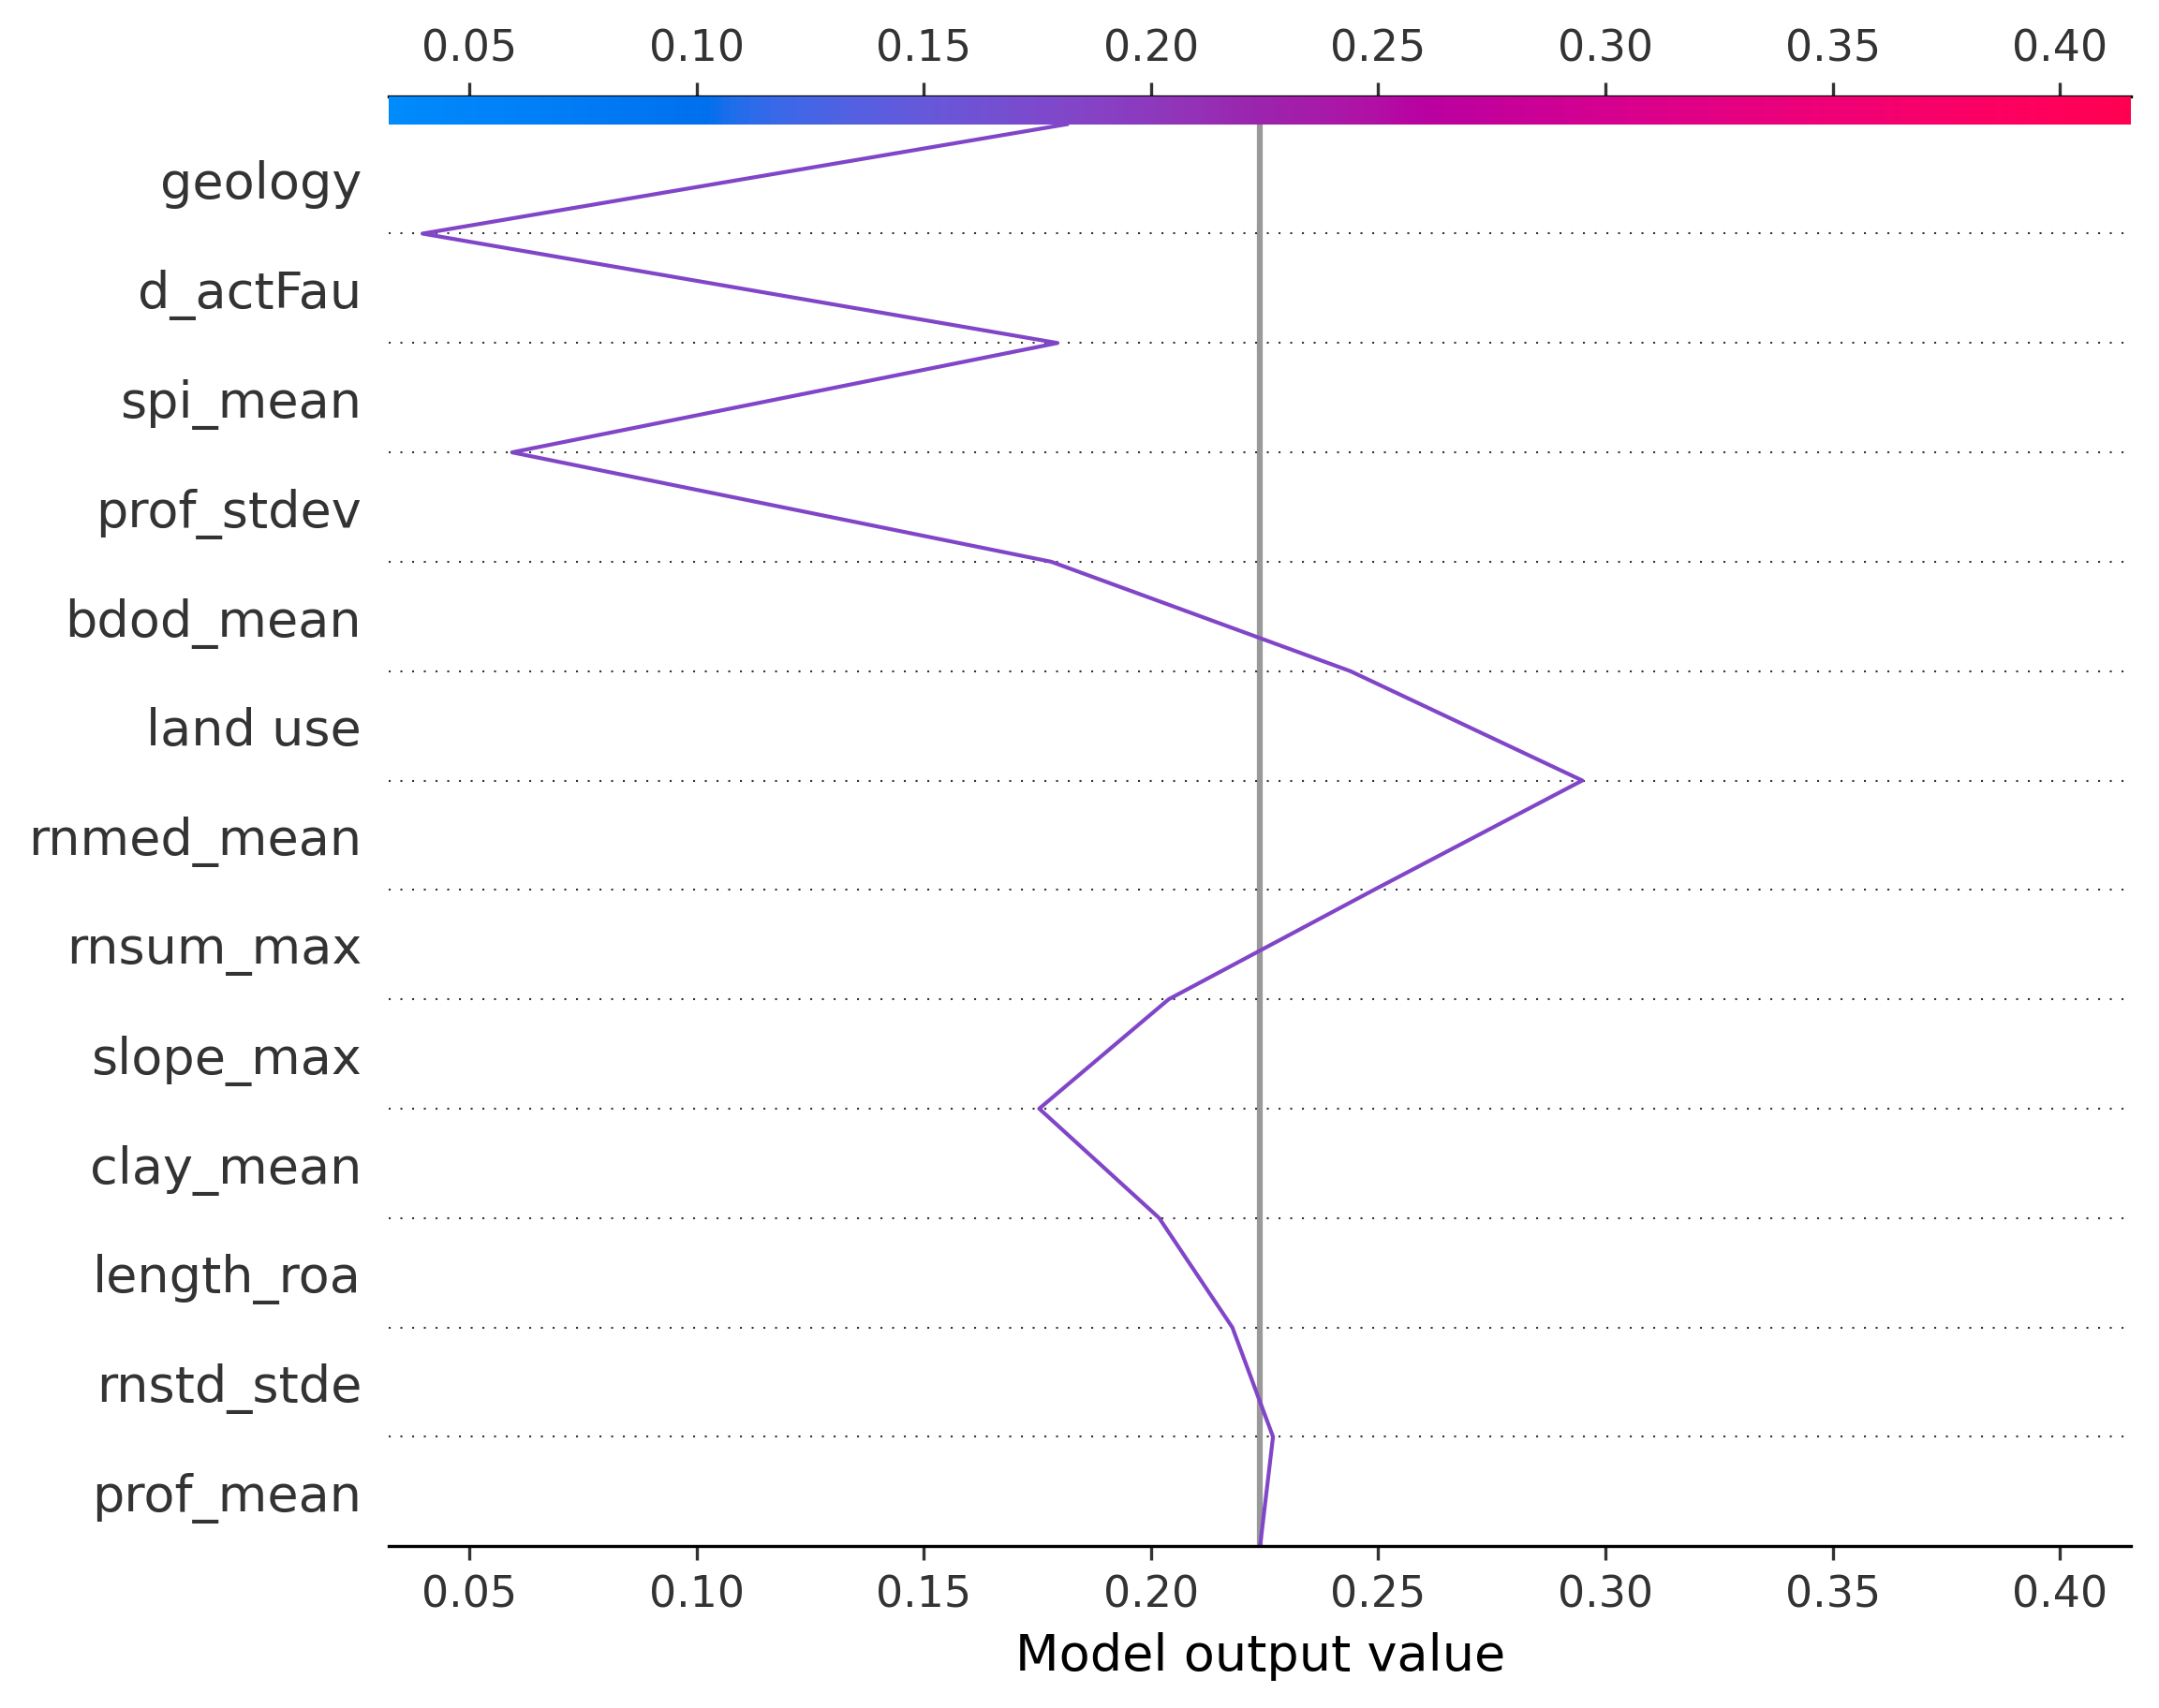 0.05 0.10 0.15 0.20 0.25 0.30 0.35 0.40
geology
d_actFau
spi_mean
prof_stdev
bdod_mean
land use
rnmed_mean
rnsum_max
slope_max
clay_mean
length_roa
rnstd_stde
prof_mean
0.05 0.10 0.15 0.20 0.25 0.30 0.35 0.40
Model output value